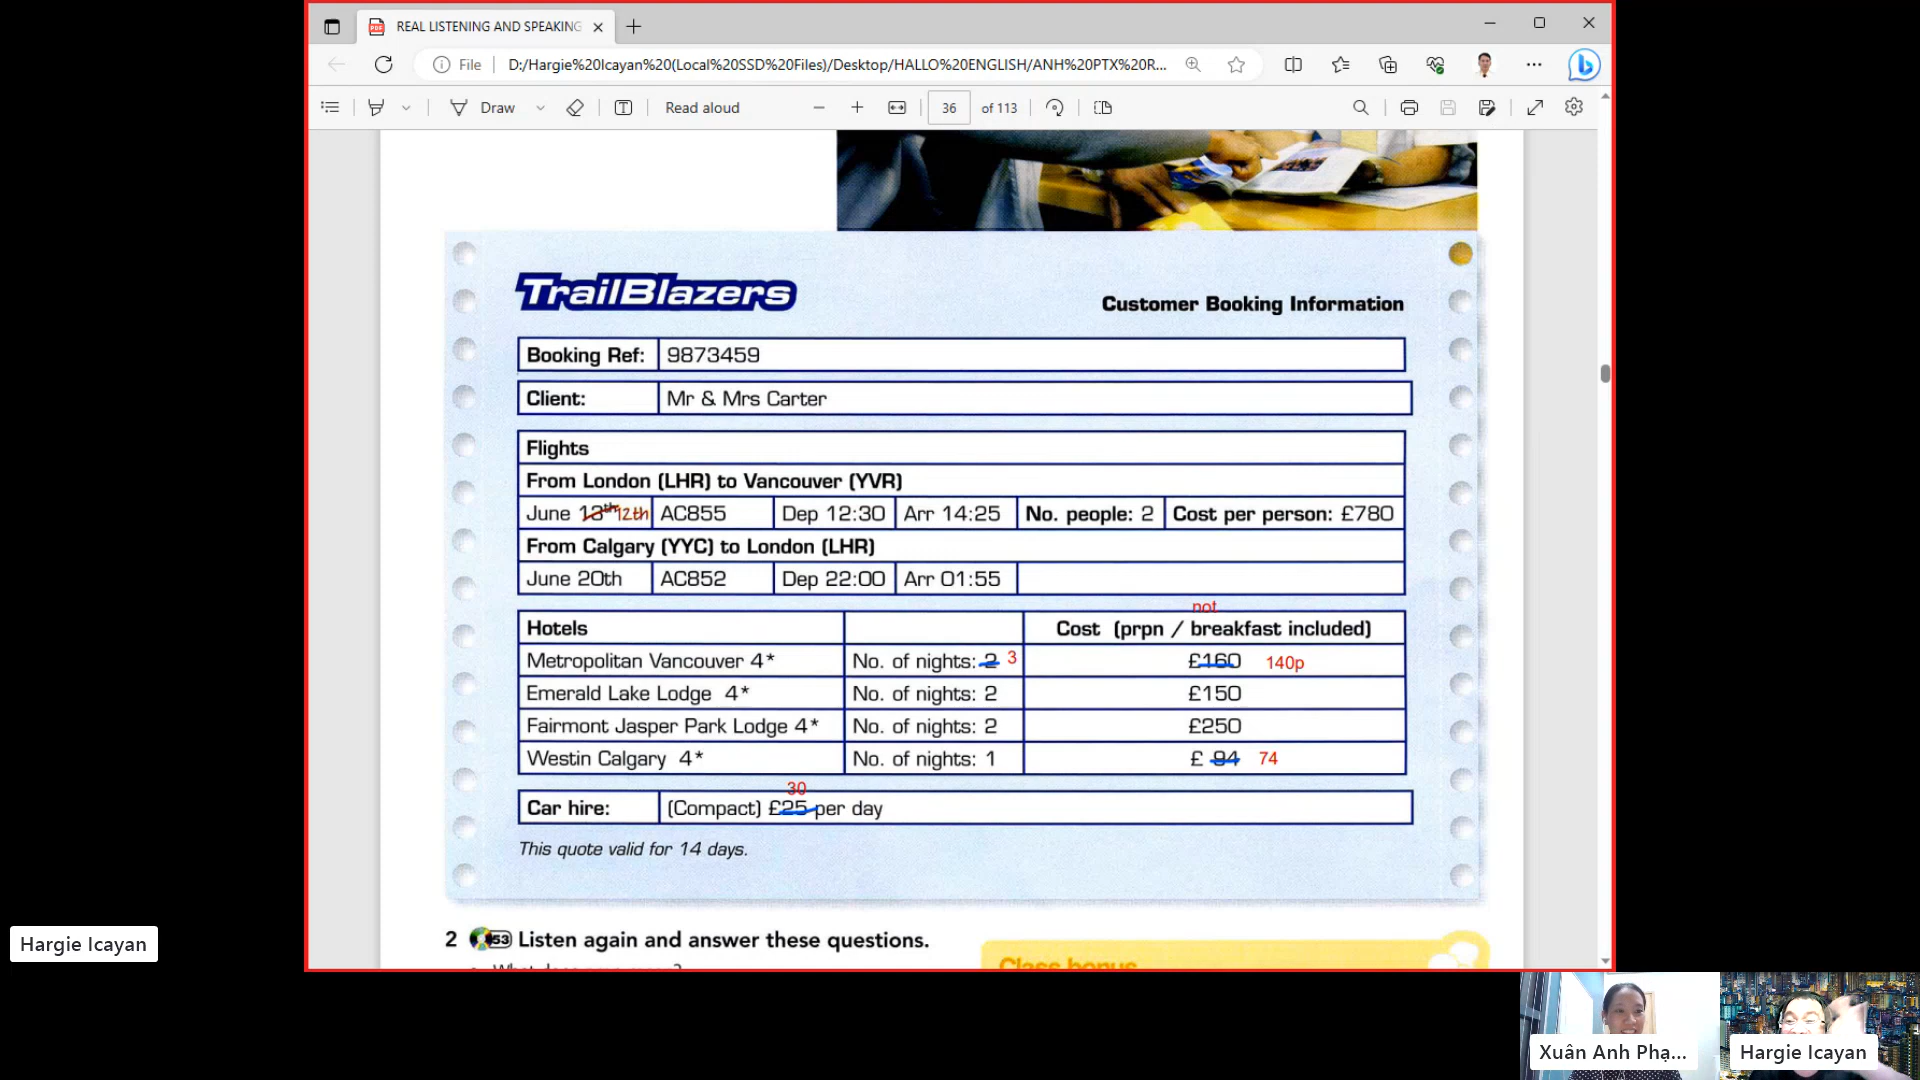 REAL LISTENING AND SPEAKING
File
D:/Hargie%20Icayan%20(Local%20SSD%20Files)/Desktop/HALLO%20ENGLISH/ANH%20PTX%20R...
Draw
Read aloud
36 of 113
TrailBlazers
Customer Booking Information
Booking Ref: 9873459
Client: Mr & Mrs Carter
Flights
From London (LHR) to Vancouver (YVR)
June 13th 12th AC855 Dep 12:30 Arr 14:25 No. people: 2 Cost per person: £780
From Calgary (YYC) to London (LHR)
June 20th AC852 Dep 22:00 Arr 01:55
not
Hotels Cost (prpn / breakfast included)
Metropolitan Vancouver 4* No. of nights: 2 3 £160 140p
Emerald Lake Lodge 4* No. of nights: 2 £150
Fairmont Jasper Park Lodge 4* No. of nights: 2 £250
Westin Calgary 4* No. of nights: 1 £ 94 74
30
Car hire: (Compact) £25 per day
This quote valid for 14 days.
2 53 Listen again and answer these questions.
Class bonus
Hargie Icayan
Xuân Anh Phạ...
Hargie Icayan